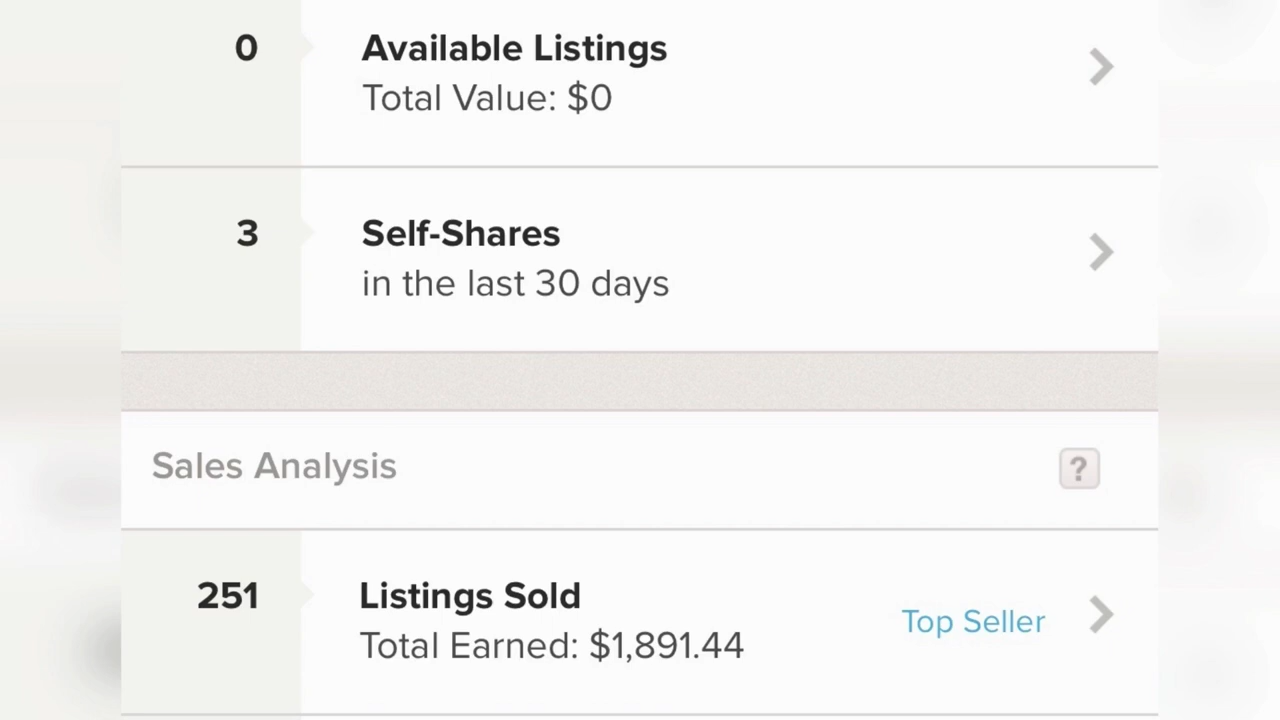 0 Available Listings
Total Value: $0
3 Self-Shares
in the last 30 days
Sales Analysis ?
251 Listings Sold
Total Earned: $1,891.44 Top Seller